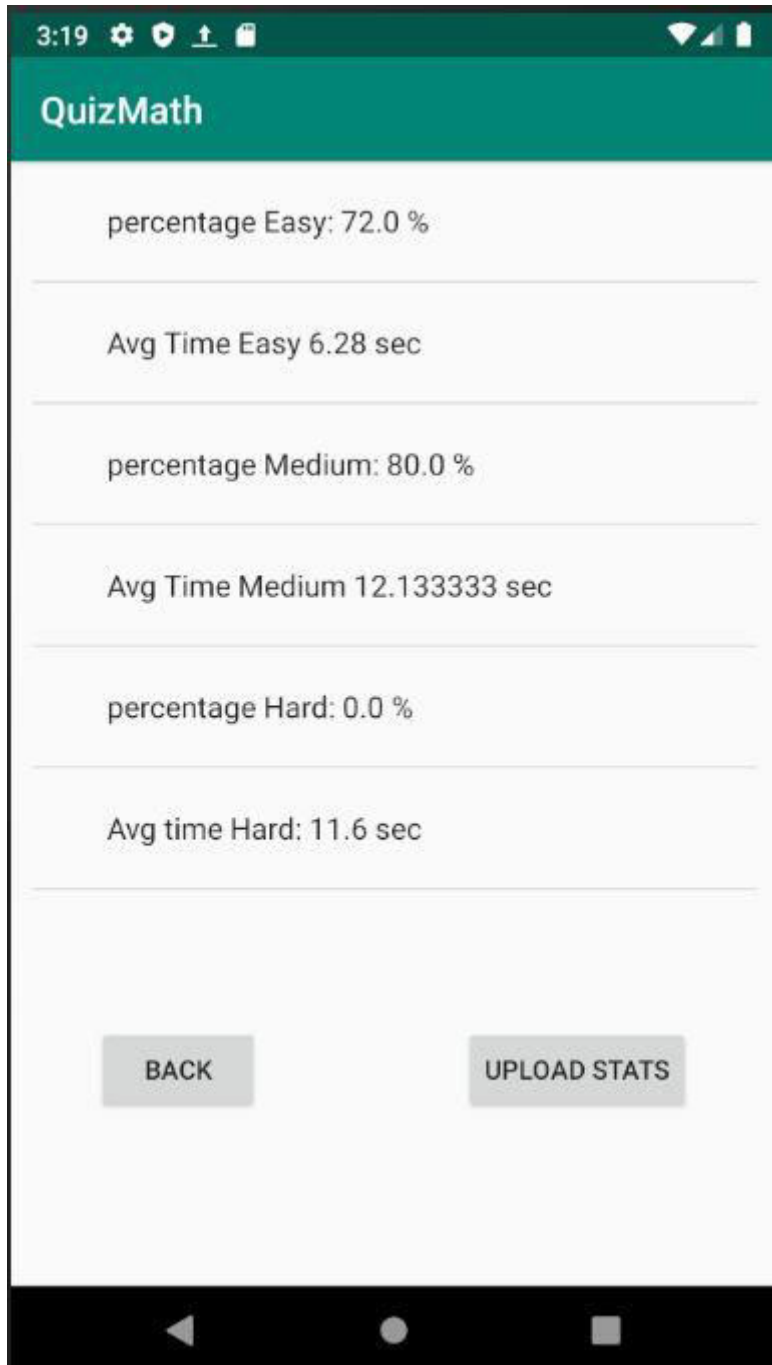 3:19
QuizMath
percentage Easy: 72.0 %
Avg Time Easy 6.28 sec
percentage Medium: 80.0 %
Avg Time Medium 12.133333 sec
percentage Hard: 0.0 %
Avg time Hard: 11.6 sec
BACK UPLOAD STATS